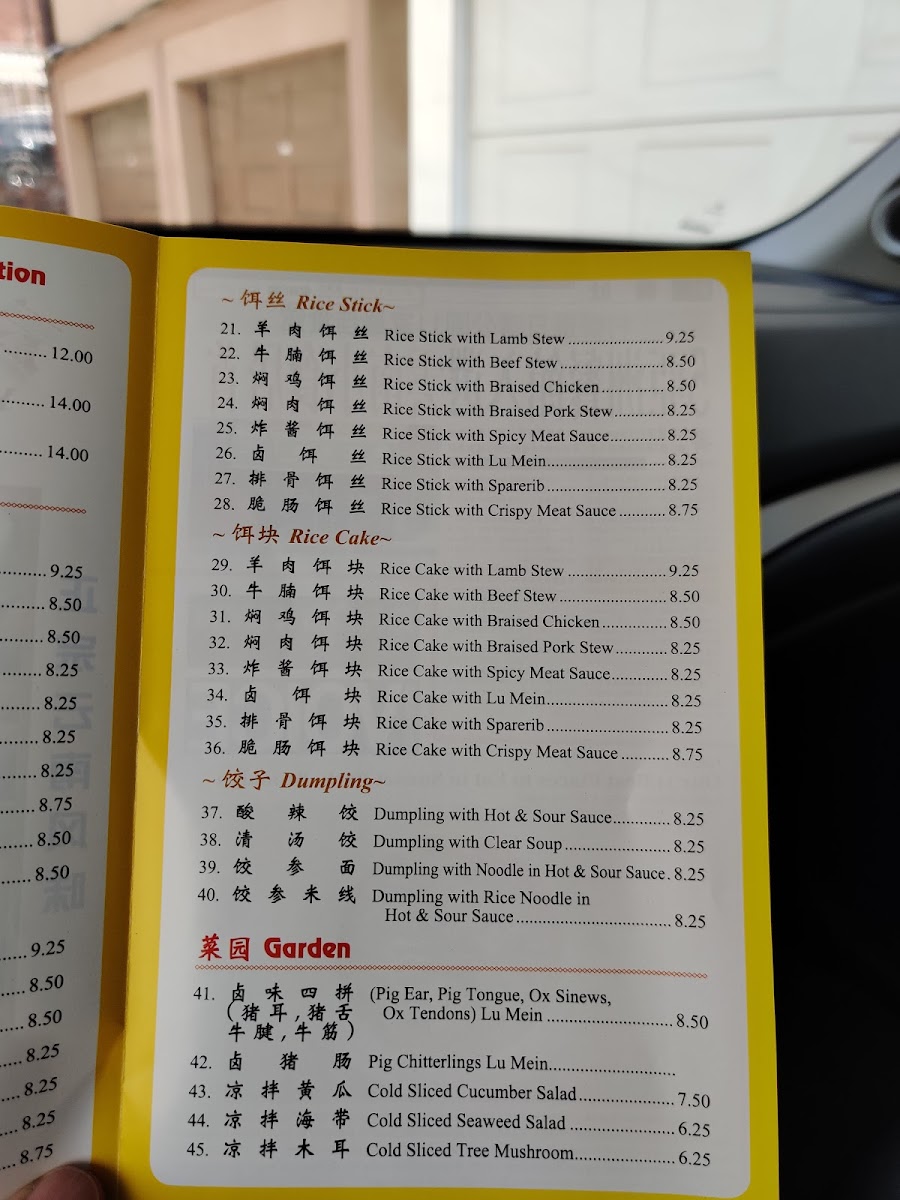 tion
......... 12.00
......... 14.00
......... 14.00
9.25
8.50
8.50
8.25
8.25
8.25
8.25
8.75
8.50
8.50
9.25
8.50
8.50
8.25
8.25
8.25
8.75
~ 饵丝 Rice Stick~
21. 羊肉饵丝 Rice Stick with Lamb Stew ....................... 9.25
22. 牛腩饵丝 Rice Stick with Beef Stew .......................... 8.50
23. 焖鸡饵丝 Rice Stick with Braised Chicken ................ 8.50
24. 焖肉饵丝 Rice Stick with Braised Pork Stew ............ 8.25
25. 炸酱饵丝 Rice Stick with Spicy Meat Sauce ............. 8.25
26. 卤饵丝 Rice Stick with Lu Mein ............................. 8.25
27. 排骨饵丝 Rice Stick with Sparerib ............................. 8.25
28. 脆肠饵丝 Rice Stick with Crispy Meat Sauce ........... 8.75
~ 饵块 Rice Cake~
29. 羊肉饵块 Rice Cake with Lamb Stew ........................ 9.25
30. 牛腩饵块 Rice Cake with Beef Stew .......................... 8.50
31. 焖鸡饵块 Rice Cake with Braised Chicken ................ 8.50
32. 焖肉饵块 Rice Cake with Braised Pork Stew ............. 8.25
33. 炸酱饵块 Rice Cake with Spicy Meat Sauce .............. 8.25
34. 卤饵块 Rice Cake with Lu Mein .............................. 8.25
35. 排骨饵块 Rice Cake with Sparerib .............................. 8.25
36. 脆肠饵块 Rice Cake with Crispy Meat Sauce ............ 8.75
~ 饺子 Dumpling~
37. 酸辣饺 Dumpling with Hot & Sour Sauce .............. 8.25
38. 清汤饺 Dumpling with Clear Soup .......................... 8.25
39. 饺参面 Dumpling with Noodle in Hot & Sour Sauce . 8.25
40. 饺参米线 Dumpling with Rice Noodle in
Hot & Sour Sauce ..................................... 8.25
菜园 Garden
41. 卤味四拼 (Pig Ear, Pig Tongue, Ox Sinews,
(猪耳,猪舌 Ox Tendons) Lu Mein .............................. 8.50
牛腱,牛筋)
42. 卤猪肠 Pig Chitterlings Lu Mein ..............................
43. 凉拌黄瓜 Cold Sliced Cucumber Salad ....................... 7.50
44. 凉拌海带 Cold Sliced Seaweed Salad ......................... 6.25
45. 凉拌木耳 Cold Sliced Tree Mushroom ........................ 6.25